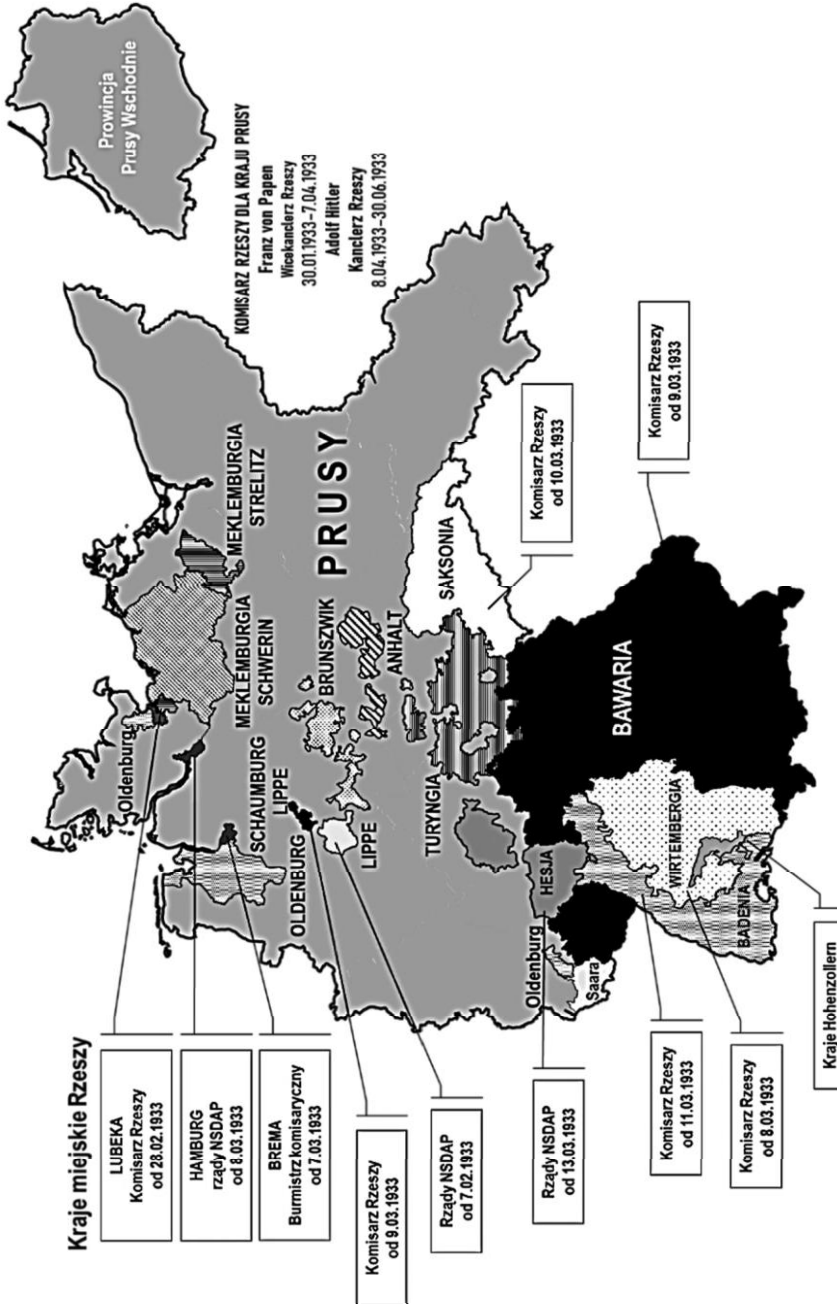 Kraje miejskie Rzeszy
LUBEKA
Komisarz Rzeszy
od 28.02.1933
HAMBURG
rządy NSDAP
od 8.03.1933
BREMA
Burmistrz komisaryczny
od 7.03.1933
Komisarz Rzeszy
od 9.03.1933
Rządy NSDAP
od 7.02.1933
Rządy NSDAP
od 13.03.1933
Komisarz Rzeszy
od 11.03.1933
Komisarz Rzeszy
od 8.03.1933
Kraje Hohenzollern
Oldenburg
MEKLEMBURGIA
STRELITZ
MEKLEMBURGIA
SCHWERIN
SCHAUMBURG
LIPPE
OLDENBURG
LIPPE
BRUNSZWIK
ANHALT
PRUSY
TURYNGIA
SAKSONIA
HESJA
Oldenburg
Saara
BAWARIA
WIRTEMBERGIA
BADENIA
Prowincja
Prusy Wschodnie
KOMISARZ RZESZY DLA KRAJU PRUSY
Franz von Papen
Wicekanclerz Rzeszy
30.01.1933–7.04.1933
Adolf Hitler
Kanclerz Rzeszy
8.04.1933–30.06.1933
Komisarz Rzeszy
od 10.03.1933
Komisarz Rzeszy
od 9.03.1933